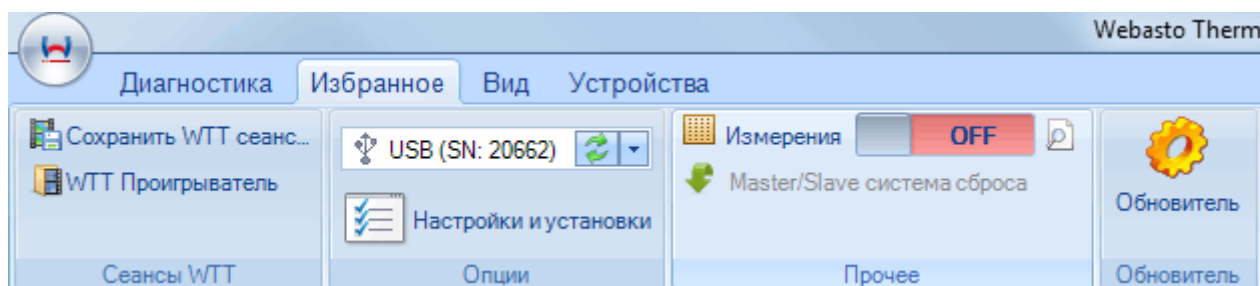 Webasto Therm
Диагностика Избранное Вид Устройства
Сохранить WTT сеанс...
WTT Проигрыватель
Сеансы WTT
USB (SN: 20662)
Настройки и установки
Опции
Измерения OFF
Master/Slave система сброса
Прочее
Обновитель
Обновитель